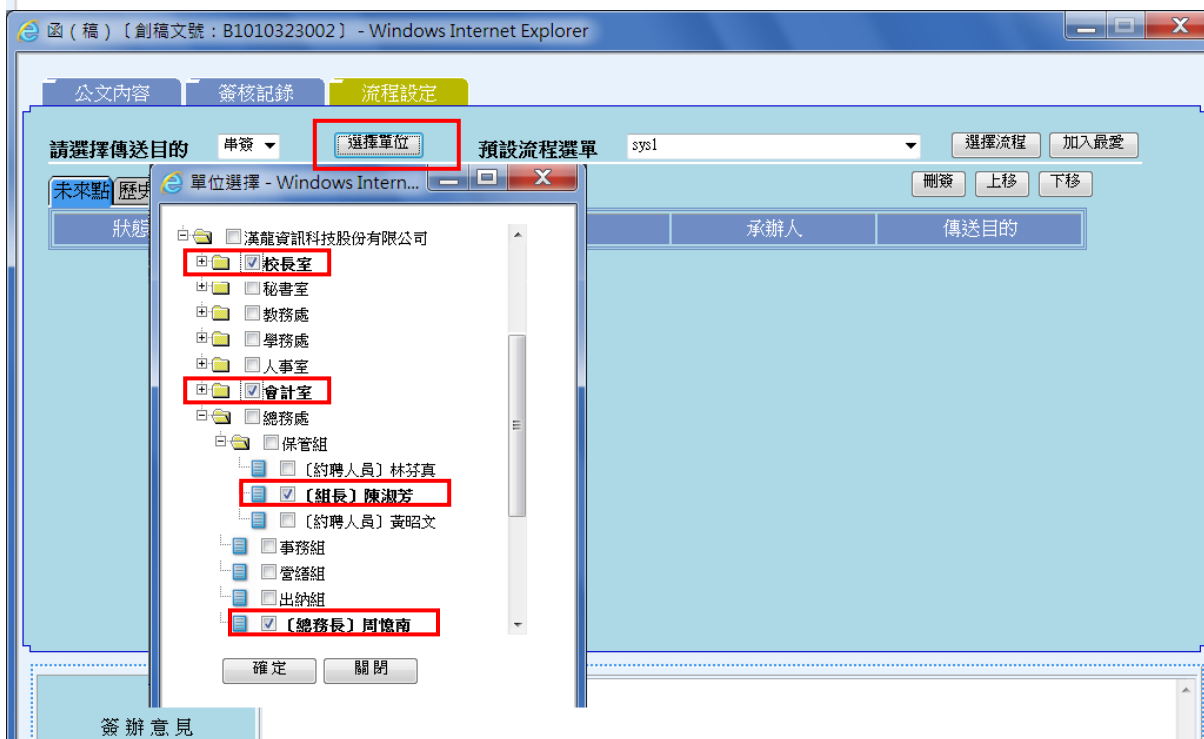 函（稿）〔創稿文號：B1010323002〕 - Windows Internet Explorer
公文內容 簽核記錄 流程設定
請選擇傳送目的 串簽 選擇單位 預設流程選單 sys1 選擇流程 加入最愛
未來點 歷史 刪簽 上移 下移
單位選擇 - Windows Intern...
狀態 承辦人 傳送目的
漢龍資訊科技股份有限公司
校長室
秘書室
教務處
學務處
人事室
會計室
總務處
保管組
〔約聘人員〕林芬真
〔組長〕陳淑芳
〔約聘人員〕黃昭文
事務組
營繕組
出納組
〔總務長〕周憶南
確定 關閉
簽辦意見